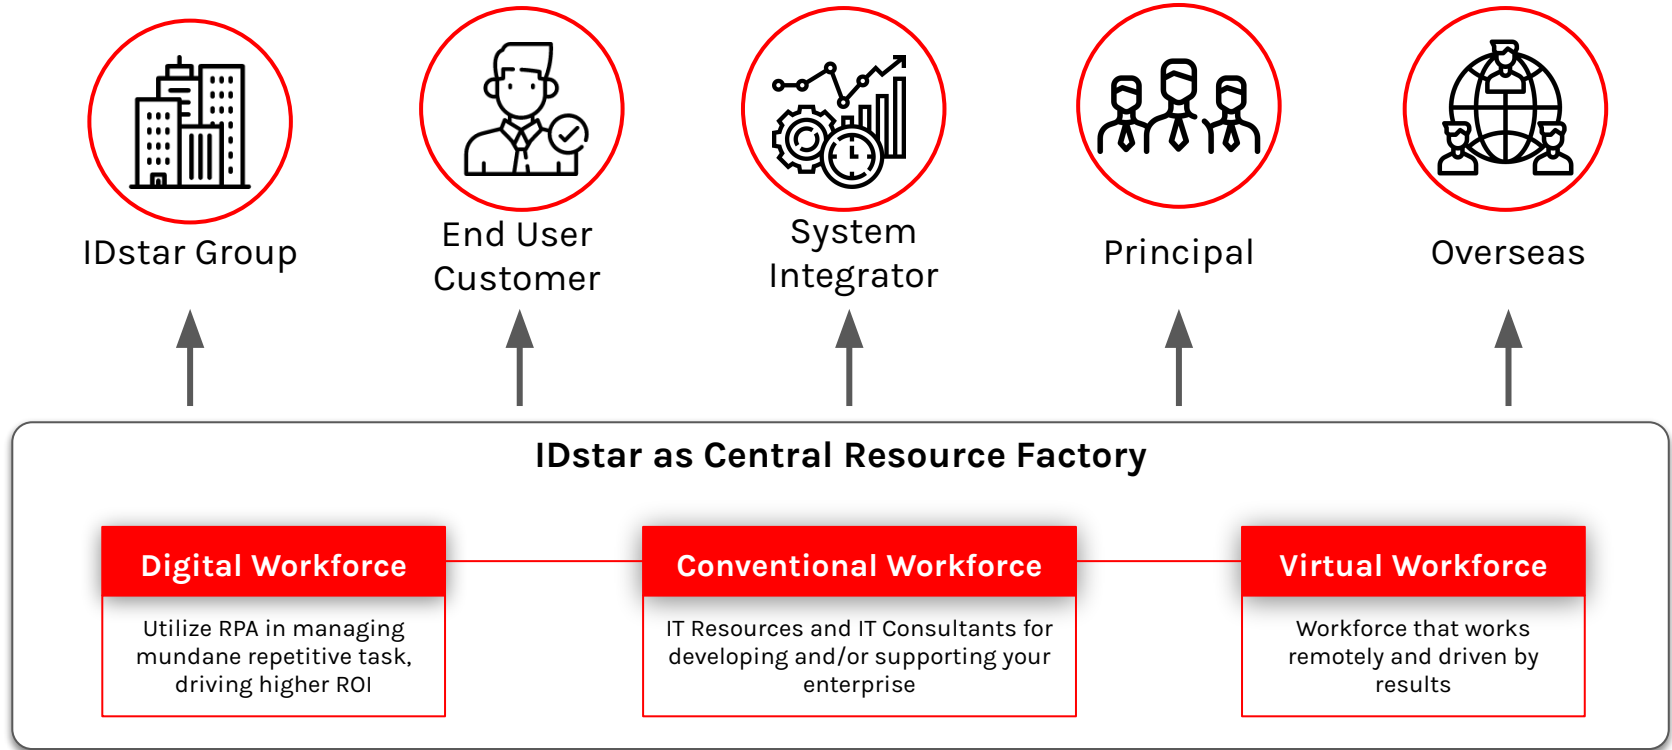 IDstar Group
End User
Customer
System
Integrator
Principal
Overseas
IDstar as Central Resource Factory
Digital Workforce
Utilize RPA in managing
mundane repetitive task,
driving higher ROI
Conventional Workforce
IT Resources and IT Consultants for
developing and/or supporting your
enterprise
Virtual Workforce
Workforce that works
remotely and driven by
results